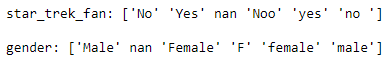 star_trek_fan: ['No' 'Yes' nan 'Noo' 'yes' 'no ']
gender: ['Male' nan 'Female' 'F' 'female' 'male']